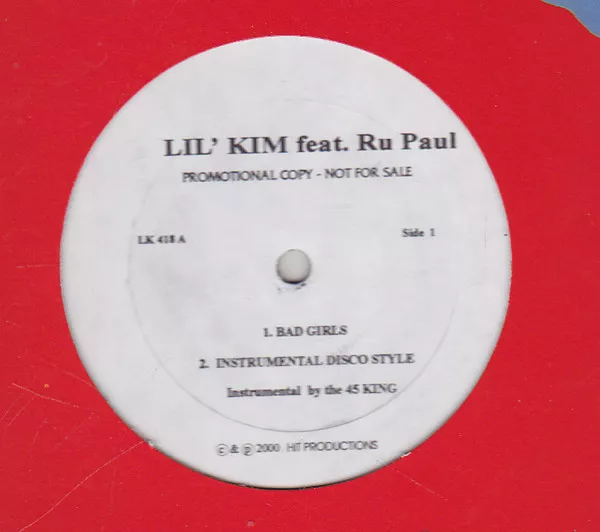 LIL' KIM feat. Ru Paul
PROMOTIONAL COPY - NOT FOR SALE
LK 418 A Side 1
1. BAD GIRLS
2. INSTRUMENTAL DISCO STYLE
Instrumental by the 45 KING
© & ℗ 2000 HIT PRODUCTIONS